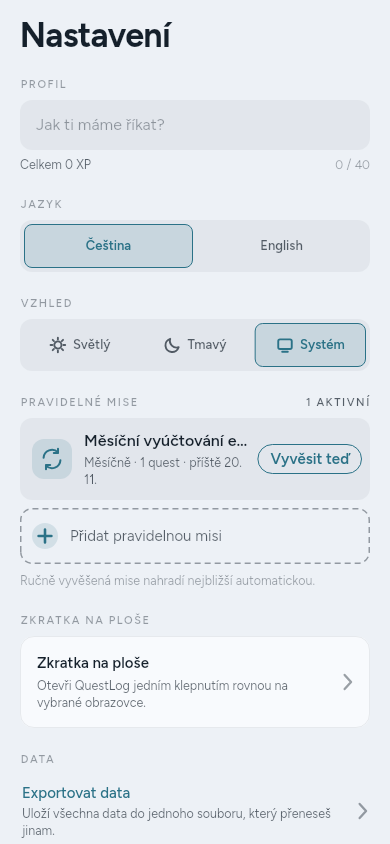 Nastavení
PROFIL
Jak ti máme říkat?
Celkem 0 XP
0 / 40
JAZYK
Čeština
English
VZHLED
Světlý
Tmavý
Systém
PRAVIDELNÉ MISE
1 AKTIVNÍ
Měsíční vyúčtování e…
Měsíčně · 1 quest · příště 20.
11.
Vyvěsit teď
Přidat pravidelnou misi
Ručně vyvěšená mise nahradí nejbližší automatickou.
ZKRATKA NA PLOŠE
Zkratka na ploše
Otevři QuestLog jedním klepnutím rovnou na
vybrané obrazovce.
DATA
Exportovat data
Uloží všechna data do jednoho souboru, který přeneseš
jinam.